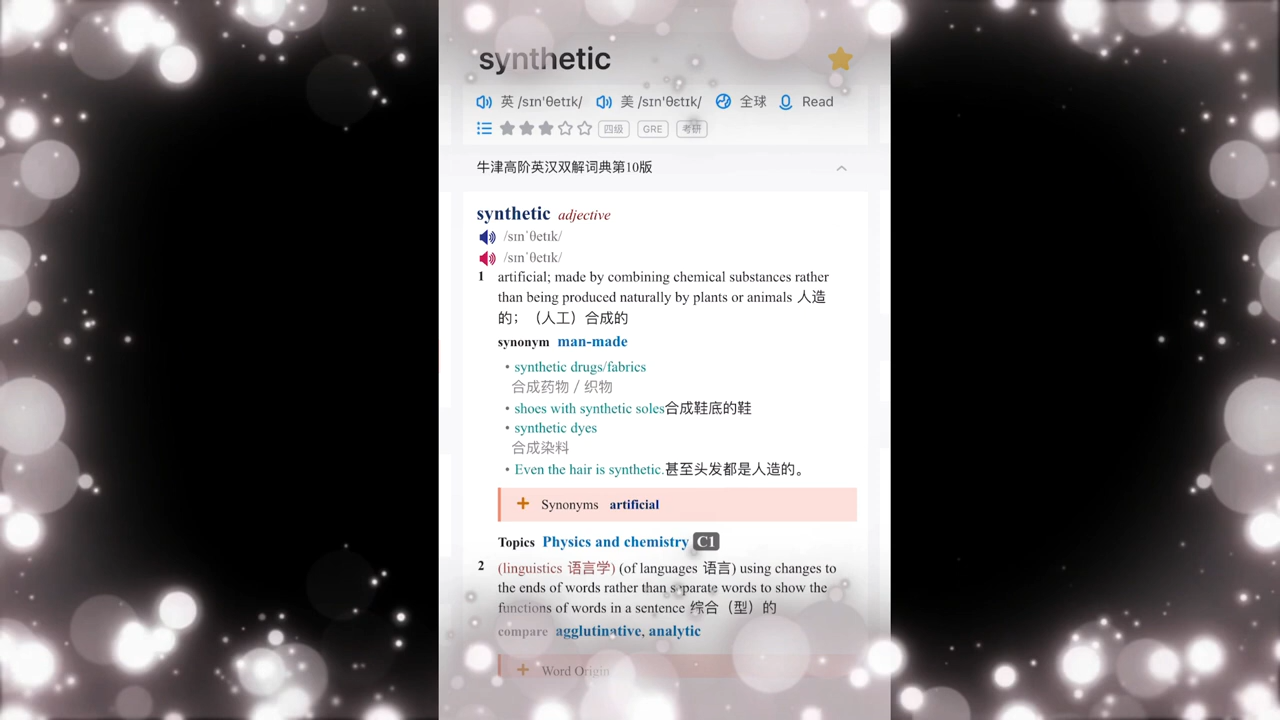 synthetic
英 /sɪn'θetɪk/ 美 /sɪn'θɛtɪk/ 全球 Read
四级 GRE 考研
牛津高阶英汉双解词典第10版
synthetic adjective
/sɪnˈθetɪk/
/sɪnˈθetɪk/
1 artificial; made by combining chemical substances rather
than being produced naturally by plants or animals 人造
的；（人工）合成的
synonym man-made
• synthetic drugs/fabrics
合成药物 / 织物
• shoes with synthetic soles合成鞋底的鞋
• synthetic dyes
合成染料
• Even the hair is synthetic.甚至头发都是人造的。
+ Synonyms artificial
Topics Physics and chemistry C1
2 (linguistics 语言学) (of languages 语言) using changes to
the ends of words rather than separate words to show the
functions of words in a sentence 综合（型）的
compare agglutinative, analytic
+ Word Origin